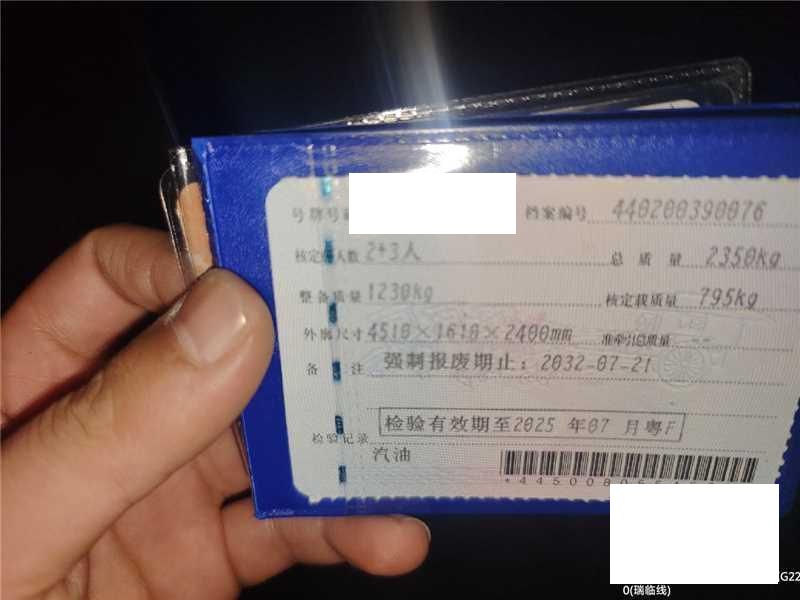 号牌号 档案编号 440200390076
核定 人数 2+3人 总质量 2350kg
整备质量 1230kg 核定载质量 795kg
外廓尺寸 4510×1610×2400mm 准牵引总质量 --
备注 强制报废期止：2032-07-21
检验有效期至2025年07月粤F
检验记录
汽油
G22
0(瑞临线)